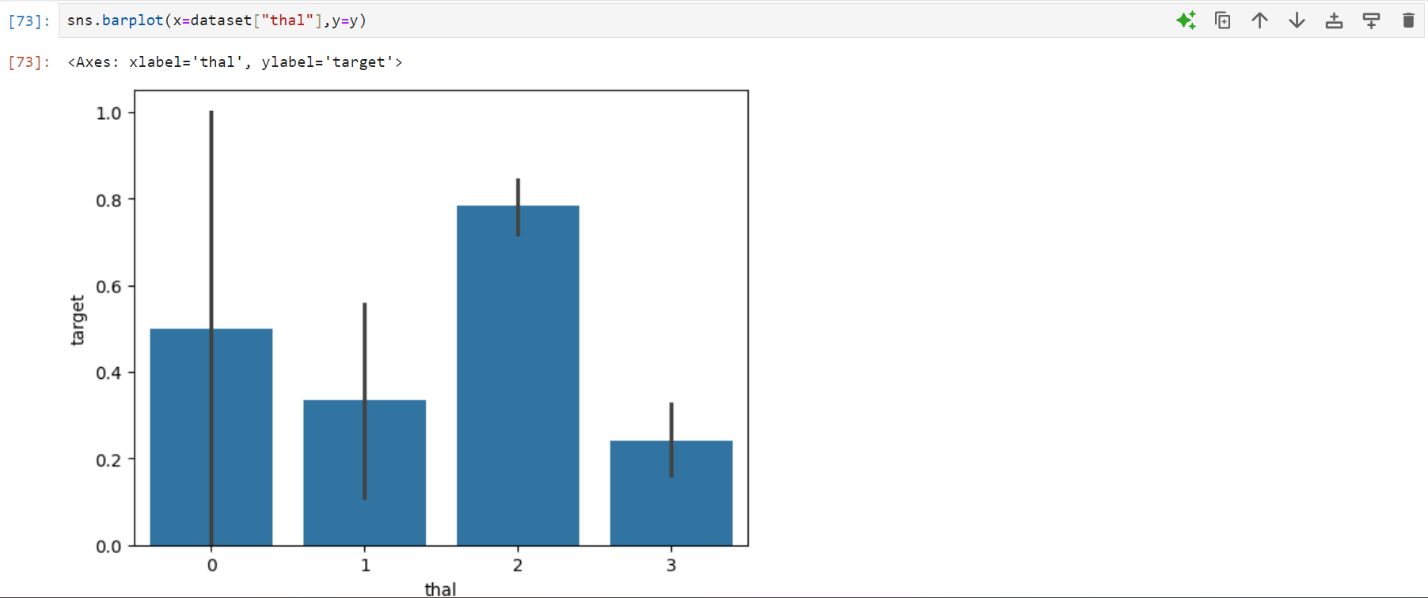 [73]: sns.barplot(x=dataset["thal"],y=y)
[73]: <Axes: xlabel='thal', ylabel='target'>
1.0
0.8
0.6
0.4
0.2
0.0
target
0 1 2 3
thal